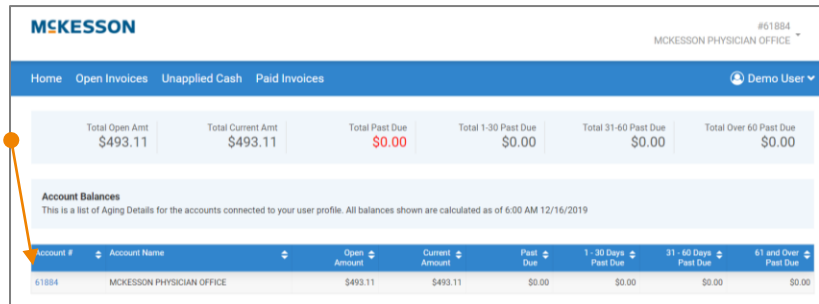 MCKESSON
#61884
MCKESSON PHYSICIAN OFFICE
Home Open Invoices Unapplied Cash Paid Invoices Demo User
Total Open Amt Total Current Amt Total Past Due Total 1-30 Past Due Total 31-60 Past Due Total Over 60 Past Due
$493.11 $493.11 $0.00 $0.00 $0.00 $0.00
Account Balances
This is a list of Aging Details for the accounts connected to your user profile. All balances shown are calculated as of 6:00 AM 12/16/2019
Account # Account Name Open Amount Current Amount Past Due 1 - 30 Days Past Due 31 - 60 Days Past Due 61 and Over Past Due
61884 MCKESSON PHYSICIAN OFFICE $493.11 $493.11 $0.00 $0.00 $0.00 $0.00